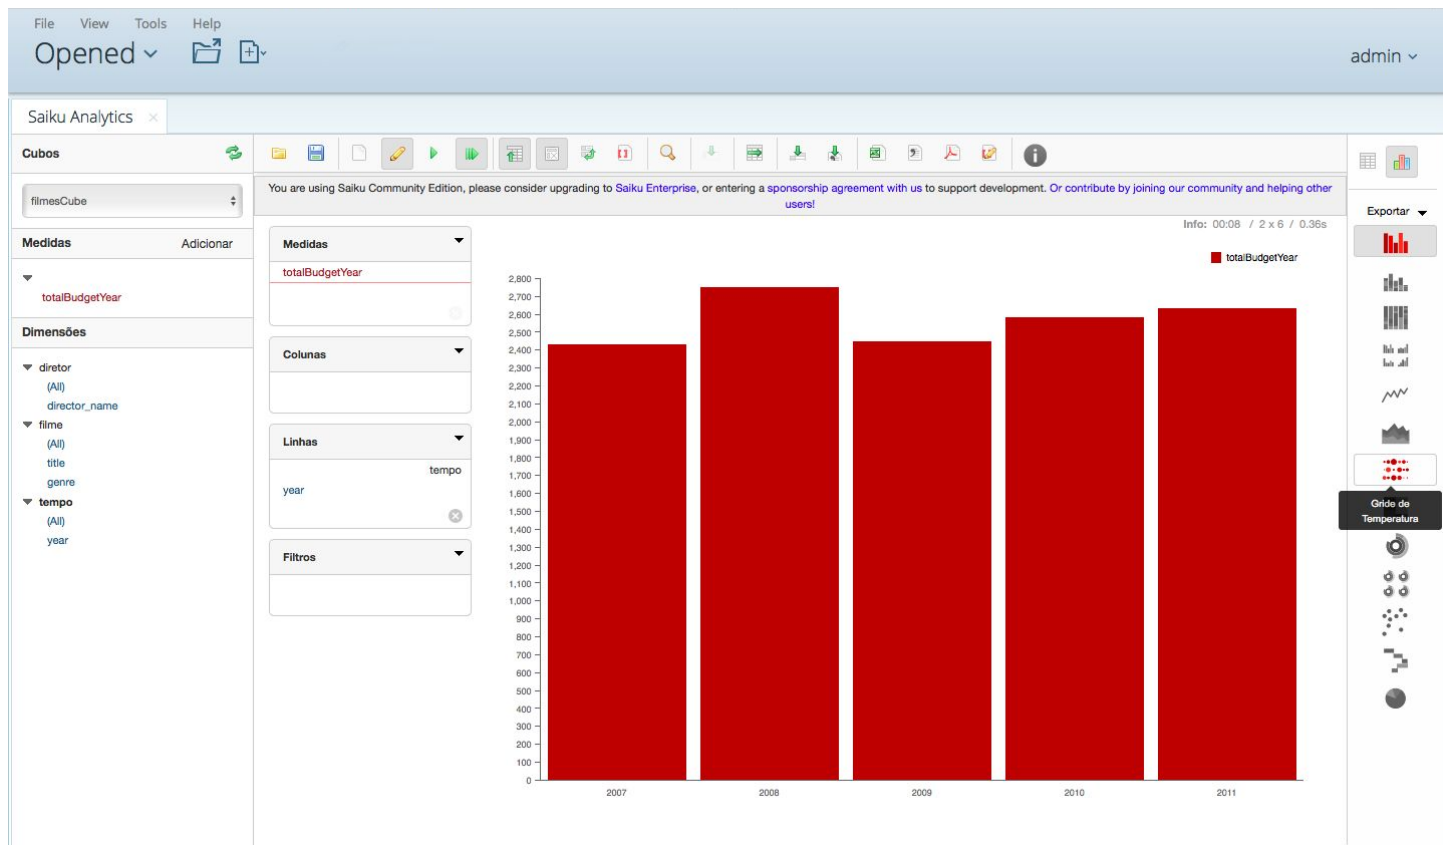 File View Tools Help
Opened
admin
Saiku Analytics ×
Cubos
filmesCube
Medidas Adicionar
totalBudgetYear
Dimensões
diretor
(All)
director_name
filme
(All)
title
genre
tempo
(All)
year
You are using Saiku Community Edition, please consider upgrading to Saiku Enterprise, or entering a sponsorship agreement with us to support development. Or contribute by joining our community and helping other
users!
Info: 00:08 / 2 x 6 / 0.36s
Medidas
totalBudgetYear
Colunas
Linhas
tempo
year
Filtros
totalBudgetYear
2,800
2,700
2,600
2,500
2,400
2,300
2,200
2,100
2,000
1,900
1,800
1,700
1,600
1,500
1,400
1,300
1,200
1,100
1,000
900
800
700
600
500
400
300
200
100
0
2007 2008 2009 2010 2011
Exportar
Gride de
Temperatura